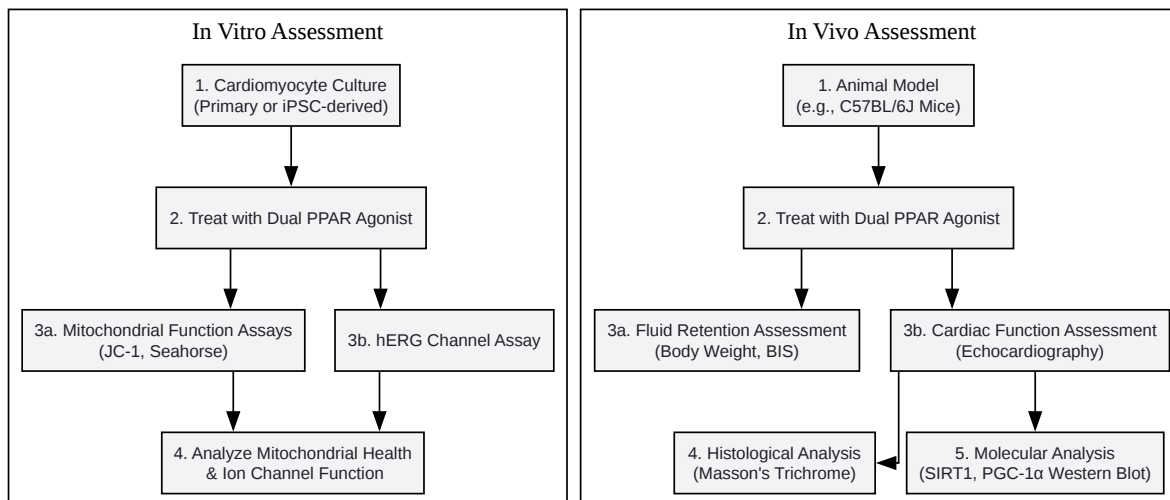 In Vitro Assessment
1. Cardiomyocyte Culture
(Primary or iPSC-derived)
2. Treat with Dual PPAR Agonist
3a. Mitochondrial Function Assays
(JC-1, Seahorse)
3b. hERG Channel Assay
4. Analyze Mitochondrial Health
& Ion Channel Function
In Vivo Assessment
1. Animal Model
(e.g., C57BL/6J Mice)
2. Treat with Dual PPAR Agonist
3a. Fluid Retention Assessment
(Body Weight, BIS)
3b. Cardiac Function Assessment
(Echocardiography)
4. Histological Analysis
(Masson's Trichrome)
5. Molecular Analysis
(SIRT1, PGC-1α Western Blot)